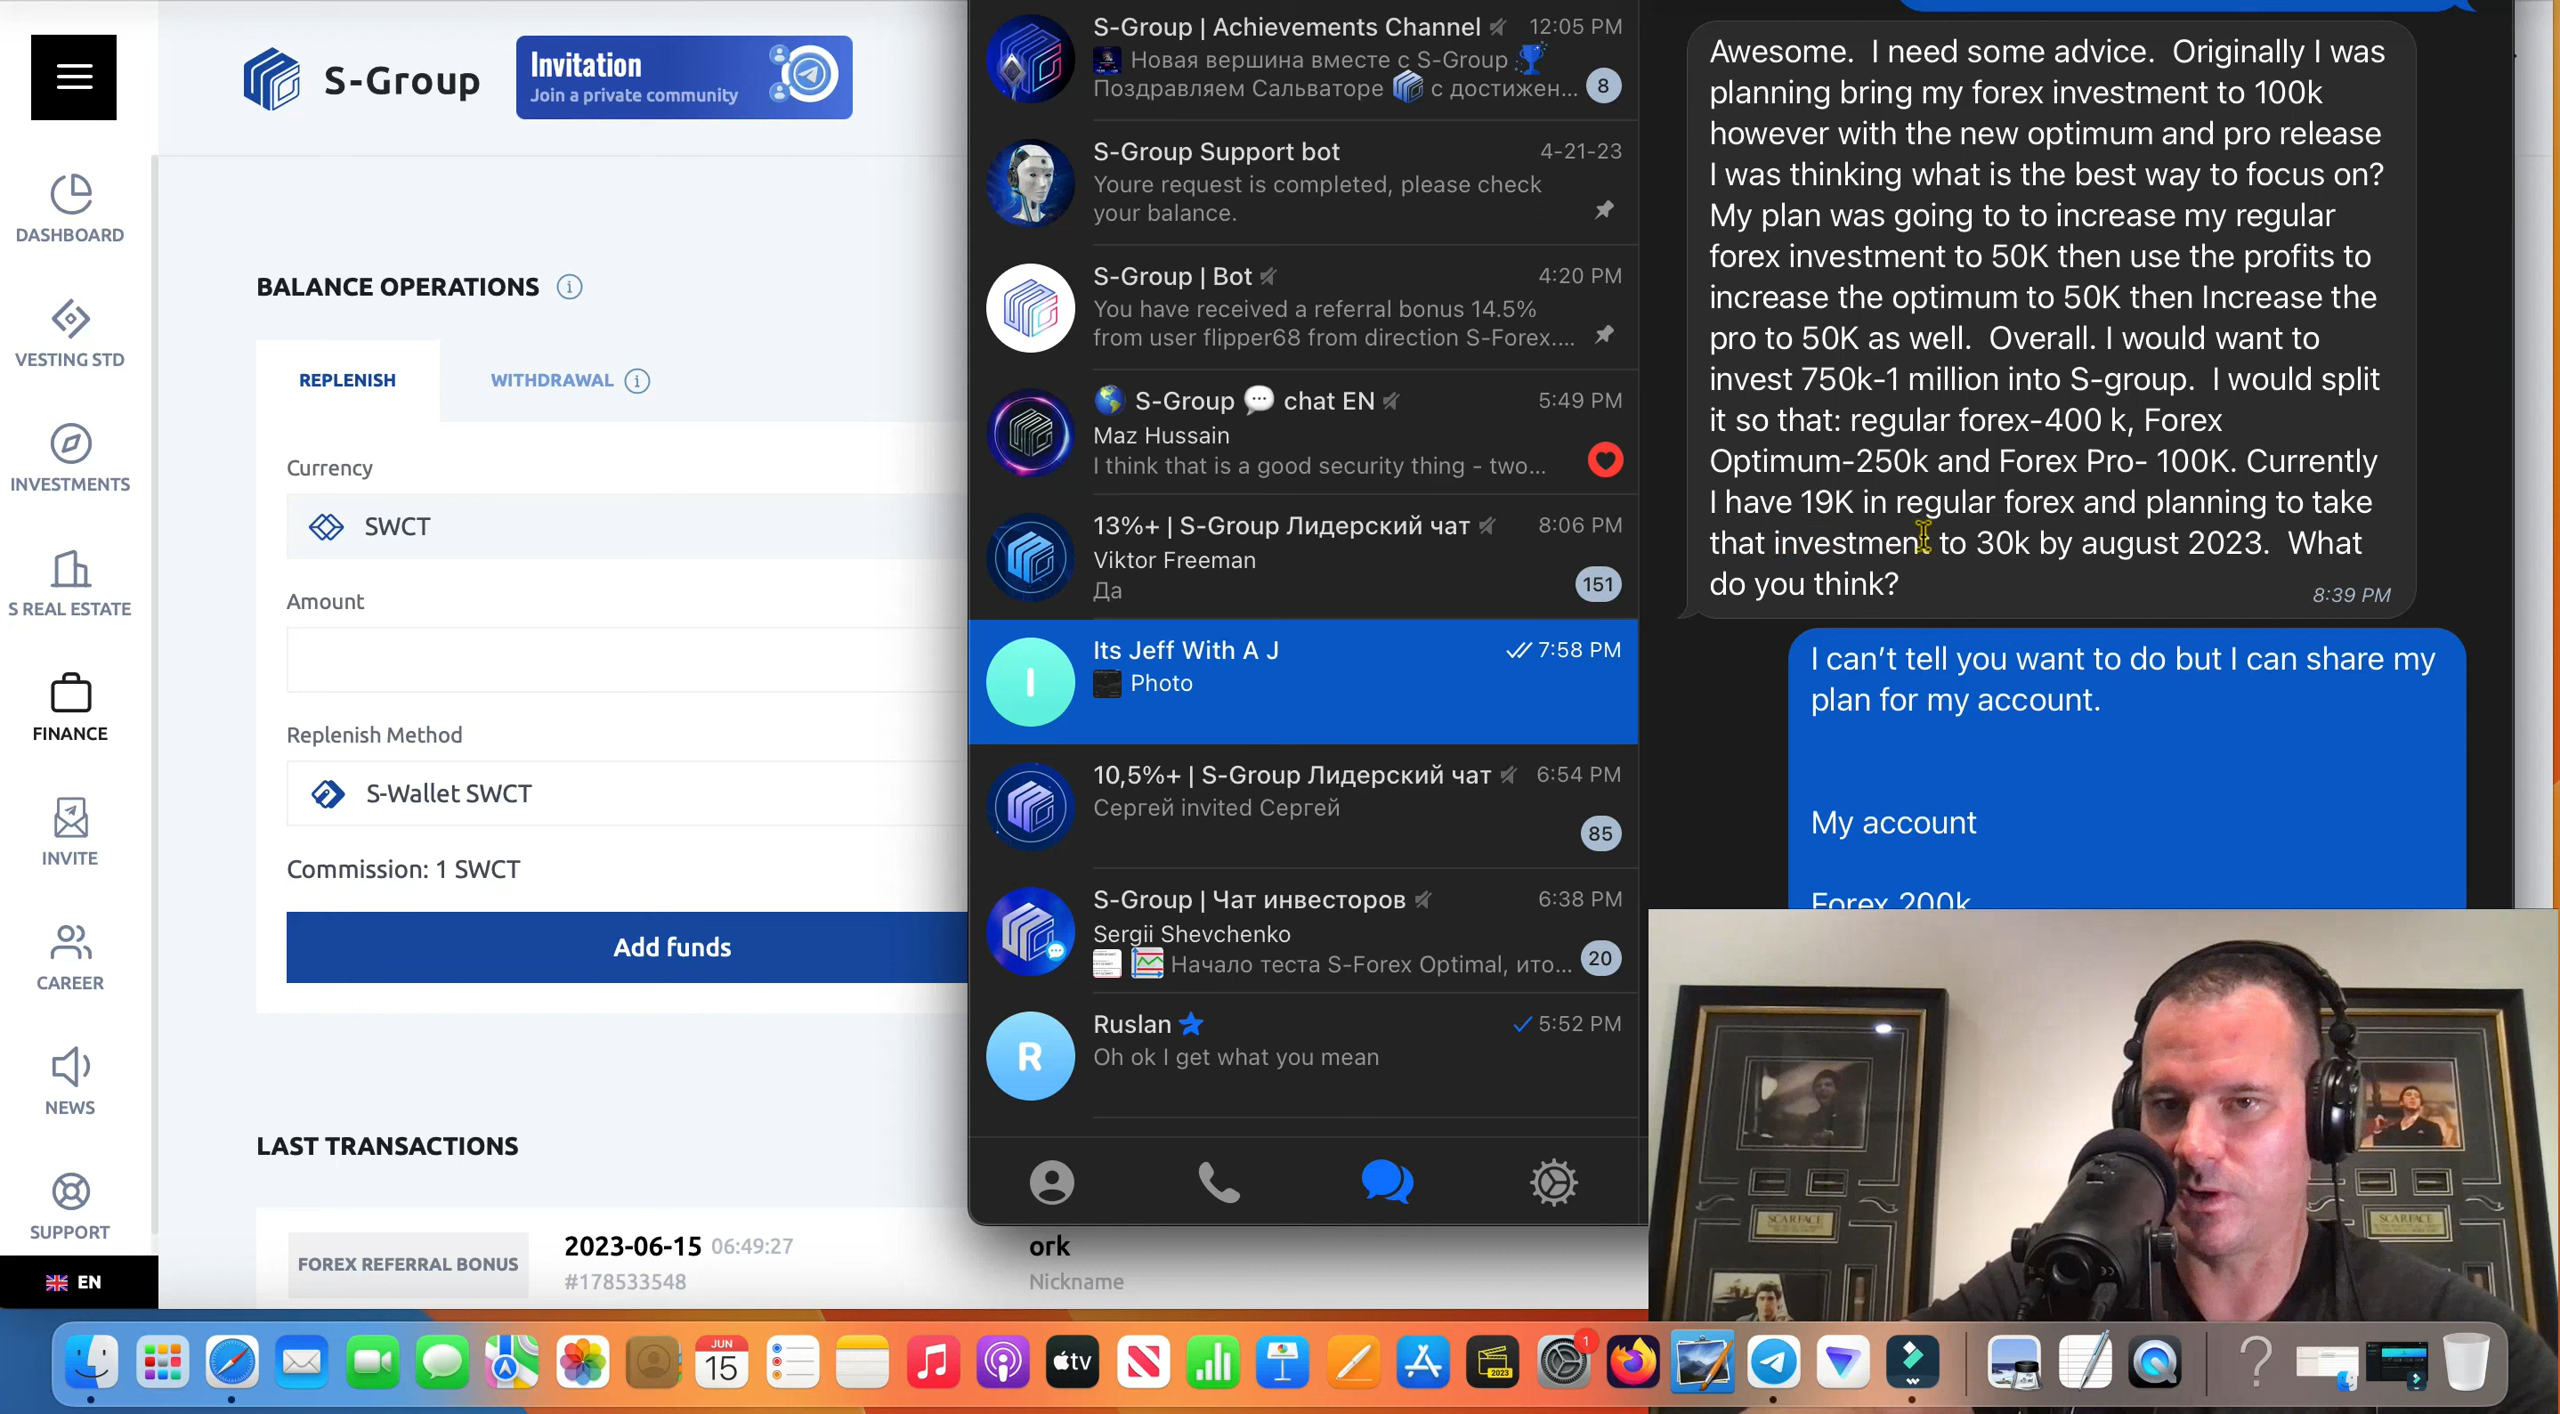 S-Group
Invitation
Join a private community
DASHBOARD
VESTING STD
INVESTMENTS
S REAL ESTATE
FINANCE
INVITE
CAREER
NEWS
SUPPORT
EN
BALANCE OPERATIONS
REPLENISH
WITHDRAWAL
Currency
SWCT
Amount
Replenish Method
S-Wallet SWCT
Commission: 1 SWCT
Add funds
LAST TRANSACTIONS
FOREX REFERRAL BONUS
2023-06-15 06:49:27
#178533548
ork
Nickname
S-Group | Achievements Channel 12:05 PM
Новая вершина вместе с S-Group
Поздравляем Сальваторе с достижен... 8
S-Group Support bot 4-21-23
Youre request is completed, please check
your balance.
S-Group | Bot 4:20 PM
You have received a referral bonus 14.5%
from user flipper68 from direction S-Forex....
S-Group chat EN 5:49 PM
Maz Hussain
I think that is a good security thing - two...
13%+ | S-Group Лидерский чат 8:06 PM
Viktor Freeman
Да 151
I
Its Jeff With A J 7:58 PM
Photo
10,5%+ | S-Group Лидерский чат 6:54 PM
Сергей invited Сергей
85
S-Group | Чат инвесторов 6:38 PM
Sergii Shevchenko
Начало теста S-Forex Optimal, ито... 20
R
Ruslan 5:52 PM
Oh ok I get what you mean
Awesome. I need some advice. Originally I was
planning bring my forex investment to 100k
however with the new optimum and pro release
I was thinking what is the best way to focus on?
My plan was going to to increase my regular
forex investment to 50K then use the profits to
increase the optimum to 50K then Increase the
pro to 50K as well. Overall. I would want to
invest 750k-1 million into S-group. I would split
it so that: regular forex-400 k, Forex
Optimum-250k and Forex Pro- 100K. Currently
I have 19K in regular forex and planning to take
that investment to 30k by august 2023. What
do you think?
8:39 PM
I can't tell you want to do but I can share my
plan for my account.
My account
Forex 200k
SCARFACE
SCARFACE
JUN
15
tv
2023
1